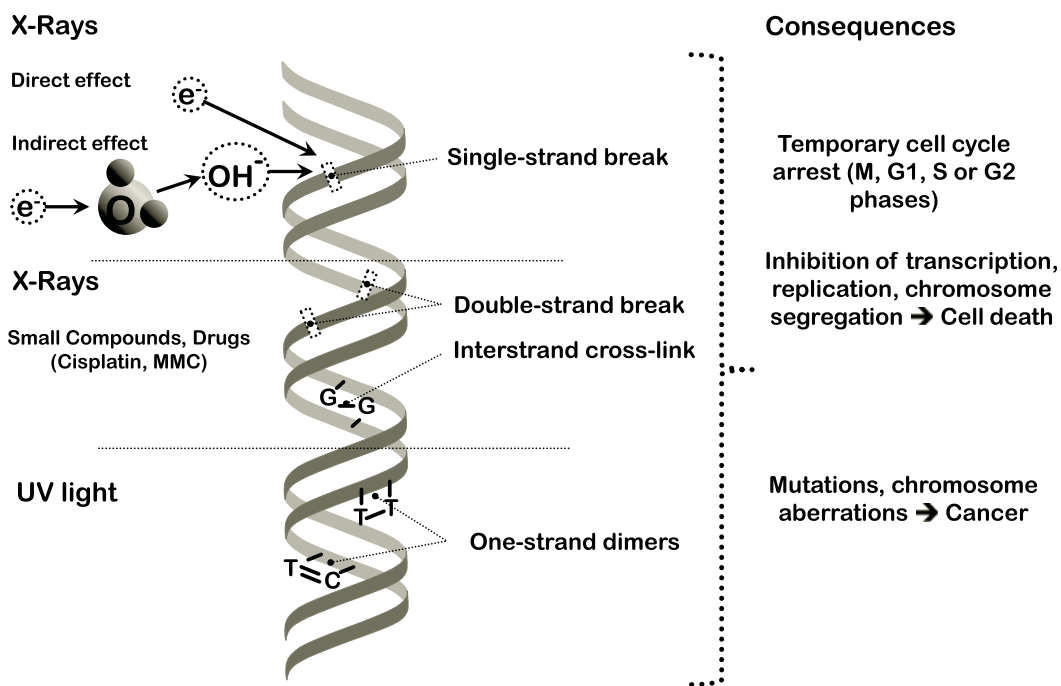 X-Rays
Consequences
Direct effect
e-
Indirect effect
OH-
e-
O
Single-strand break
Temporary cell cycle
arrest (M, G1, S or G2
phases)
X-Rays
Inhibition of transcription,
replication, chromosome
segregation ➔ Cell death
Double-strand break
Small Compounds, Drugs
(Cisplatin, MMC)
Interstrand cross-link
G G
UV light
Mutations, chromosome
aberrations ➔ Cancer
T T
One-strand dimers
T C